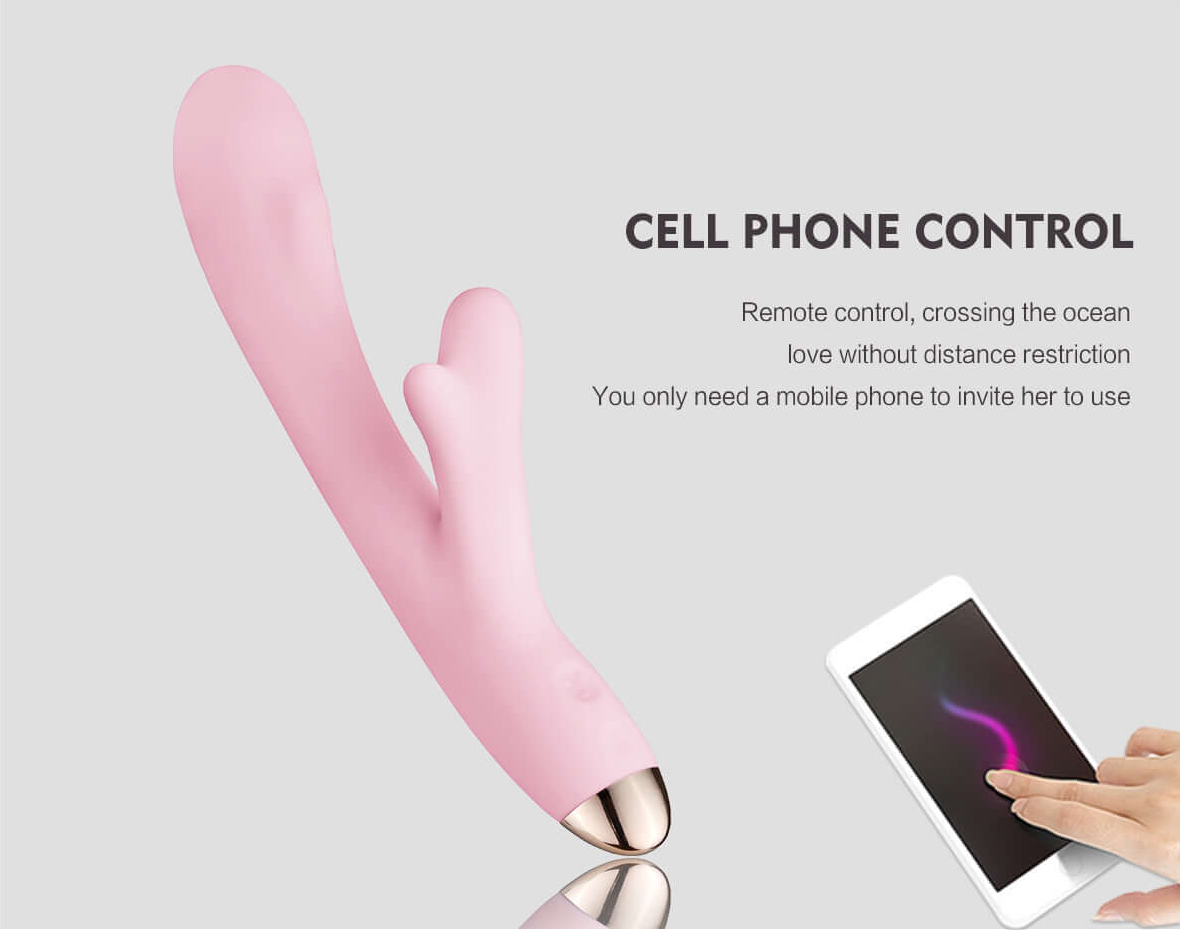 CELL PHONE CONTROL
Remote control, crossing the ocean
love without distance restriction
You only need a mobile phone to invite her to use